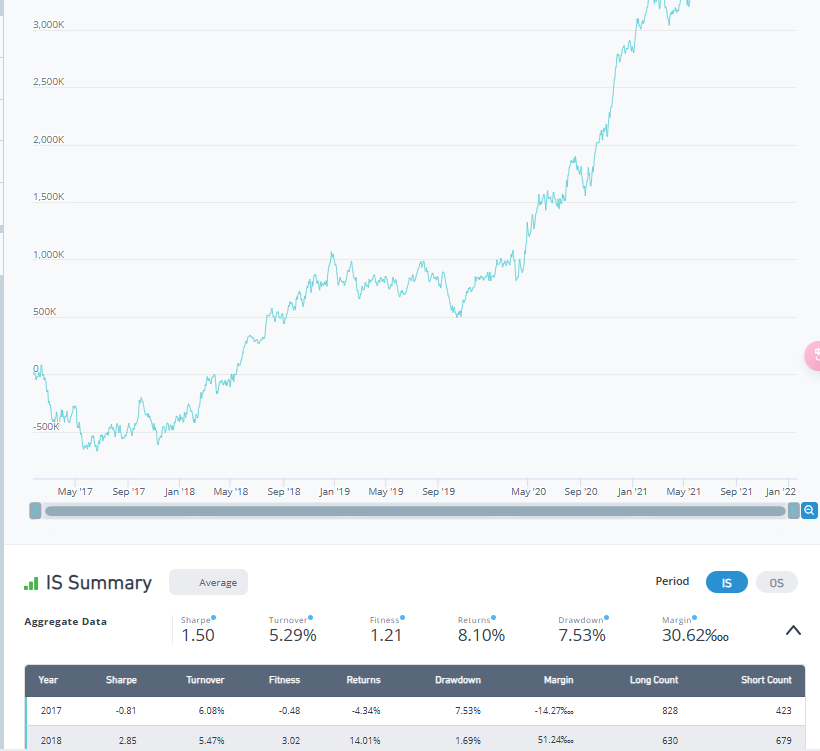 3,000K
2,500K
2,000K
1,500K
1,000K
500K
0
-500K
May '17 Sep '17 Jan '18 May '18 Sep '18 Jan '19 May '19 Sep '19 May '20 Sep '20 Jan '21 May '21 Sep '21 Jan '22
IS Summary Average Period IS OS
Aggregate Data Sharpe Turnover Fitness Returns Drawdown Margin
1.50 5.29% 1.21 8.10% 7.53% 30.62‱
Year Sharpe Turnover Fitness Returns Drawdown Margin Long Count Short Count
2017 -0.81 6.08% -0.48 -4.34% 7.53% -14.27‱ 828 423
2018 2.85 5.47% 3.02 14.01% 1.69% 51.24‱ 630 679